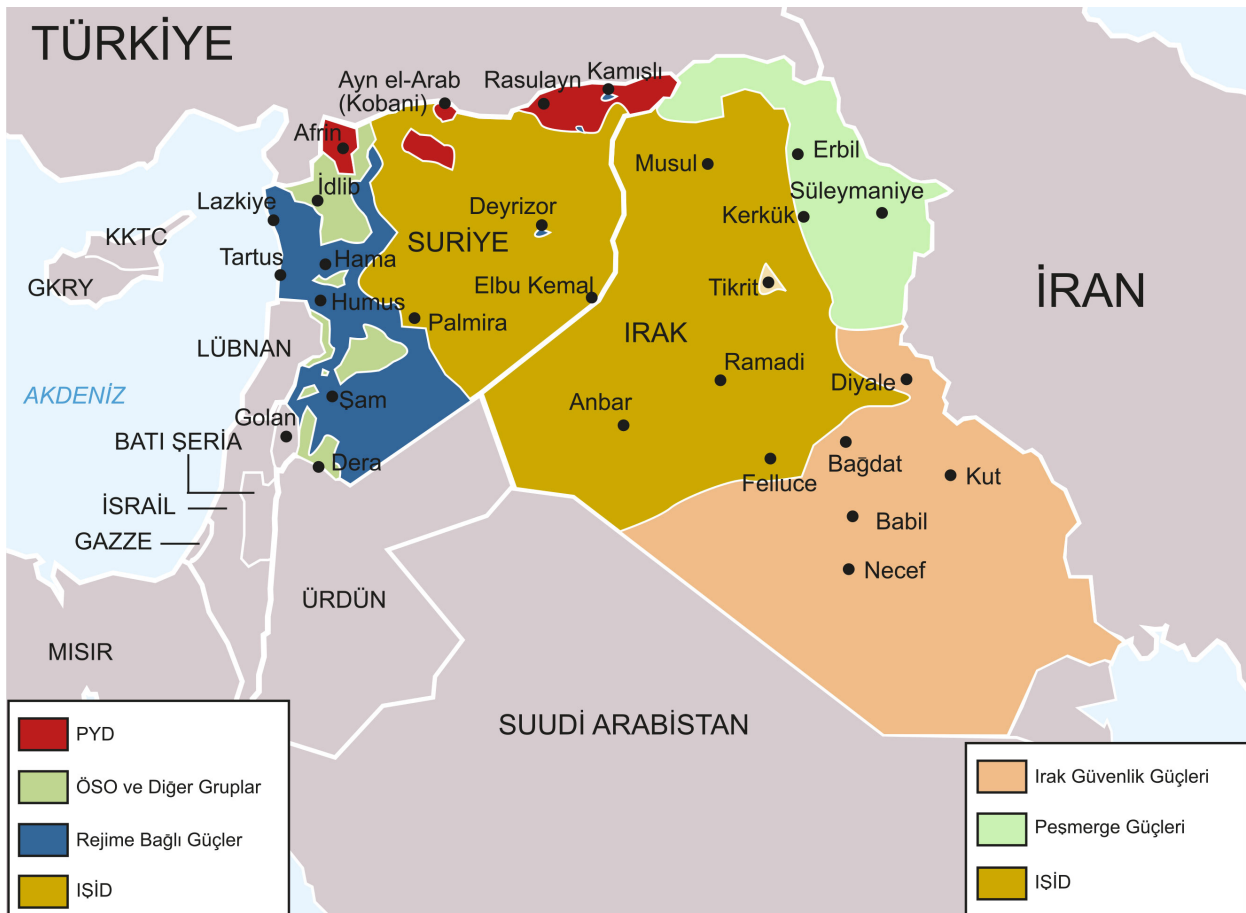 TÜRKİYE
Ayn el-Arab
(Kobani)
Rasulayn
Kamışlı
Afrin
İdlib
Lazkiye
Musul
Erbil
Süleymaniye
Deyrizor
Kerkük
KKTC
SURİYE
Tartus
Hama
GKRY
Elbu Kemal
Tikrit
İRAN
Humus
Palmira
IRAK
LÜBNAN
Ramadi
AKDENİZ
Şam
Anbar
Diyale
Golan
BATI ŞERİA
Dera
Bağdat
Felluce
Kut
İSRAİL
Babil
GAZZE
Necef
ÜRDÜN
MISIR
SUUDİ ARABİSTAN
PYD
ÖSO ve Diğer Gruplar
Rejime Bağlı Güçler
IŞİD
Irak Güvenlik Güçleri
Peşmerge Güçleri
IŞİD